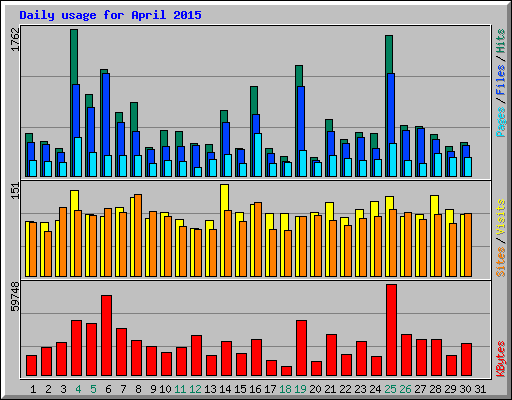 Daily usage for April 2015
1762
Pages / Files / Hits
151
Sites / Visits
59748
KBytes
1 2 3 4 5 6 7 8 9 10 11 12 13 14 15 16 17 18 19 20 21 22 23 24 25 26 27 28 29 30 31